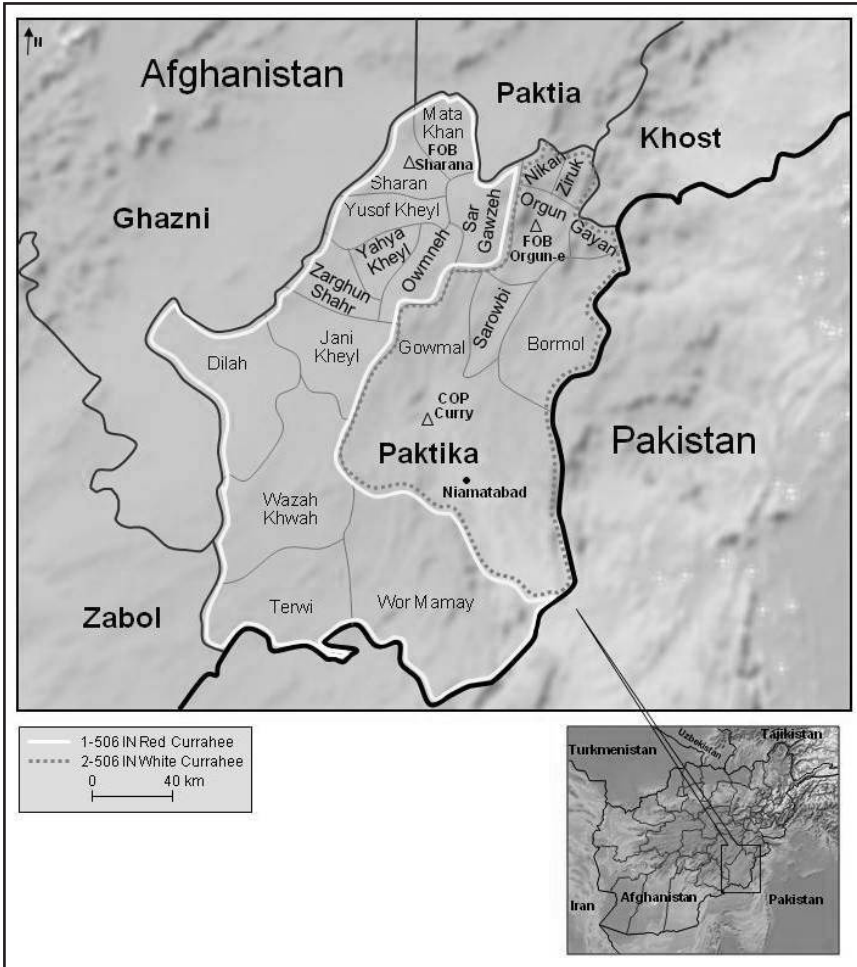 N
Afghanistan
Paktia
Khost
Mata
Khan
FOB
Sharana
Sharan
Nikan
Ziruk
Ghazni
Yusof Kheyl
Sar
Gawzeh
Orgun
Gayan
FOB
Orgun-e
Yahya
Kheyl
Owmneh
Zarghun
Shahr
Sarowbi
Jani
Kheyl
Gowmal
Bormol
Dilah
COP
Curry
Pakistan
Paktika
Niamatabad
Wazah
Khwah
Zabol
Terwi
Wor Mamay
1-506 IN Red Currahee
2-506 IN White Currahee
0 40 km
Uzbekistan
Tajikistan
Turkmenistan
Afghanistan
Iran
Pakistan